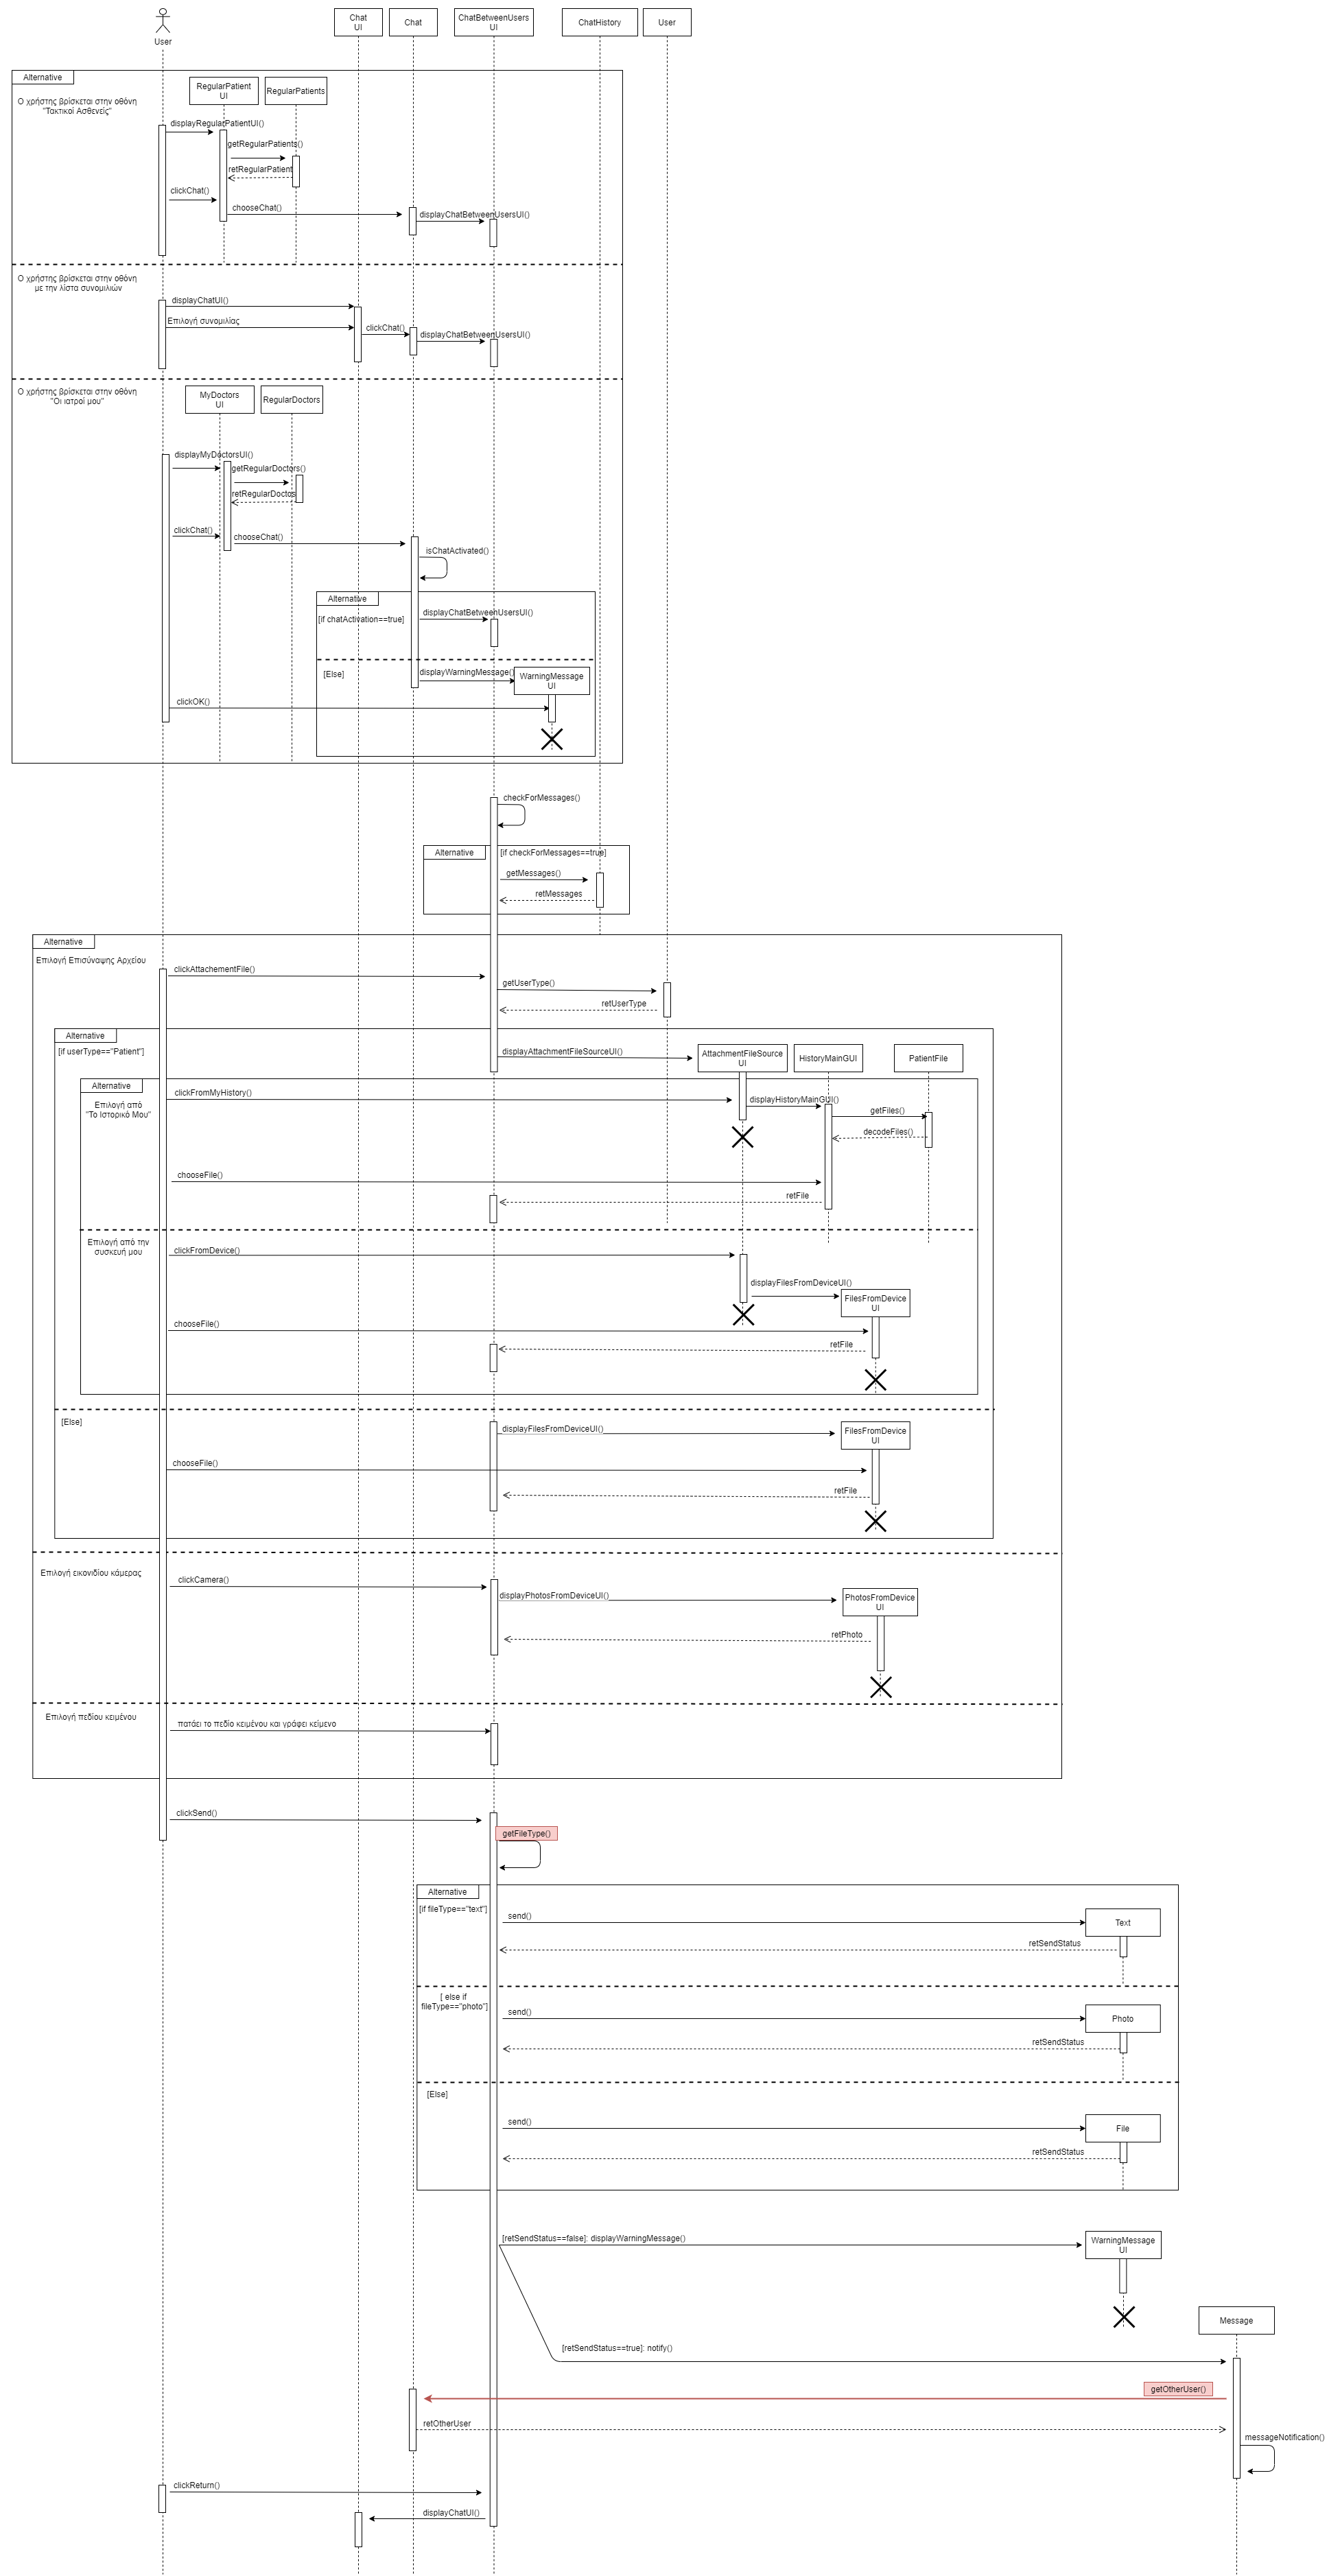 User
Chat
UI
Chat
ChatBetweenUsers
UI
ChatHistory
User
Alternative
Ο χρήστης βρίσκεται στην οθόνη
"Τακτικοί Ασθενείς"
RegularPatient
UI
RegularPatients
displayRegularPatientUI()
getRegularPatients()
retRegularPatient
clickChat()
chooseChat()
displayChatBetweenUsersUI()
Ο χρήστης βρίσκεται στην οθόνη
με την λίστα συνομιλιών
displayChatUI()
Επιλογή συνομιλίας
clickChat()
displayChatBetweenUsersUI()
Ο χρήστης βρίσκεται στην οθόνη
"Οι ιατροί μου"
MyDoctors
UI
RegularDoctors
displayMyDoctorsUI()
getRegularDoctors()
retRegularDoctos
clickChat()
chooseChat()
isChatActivated()
Alternative
[if chatActivation==true]
displayChatBetweenUsersUI()
[Else]
displayWarningMessage()
WarningMessage
UI
clickOK()
checkForMessages()
Alternative
[if checkForMessages==true]
getMessages()
retMessages
Alternative
Επιλογή Επισύναψης Αρχείου
clickAttachementFile()
getUserType()
retUserType
Alternative
[if userType=="Patient"]
displayAttachmentFileSourceUI()
AttachmentFileSource
UI
HistoryMainGUI
PatientFile
Alternative
Επιλογή από
"Το Ιστορικό Μου"
clickFromMyHistory()
displayHistoryMainGUI()
getFiles()
decodeFiles()
chooseFile()
retFile
Επιλογή από την
συσκευή μου
clickFromDevice()
displayFilesFromDeviceUI()
FilesFromDevice
UI
chooseFile()
retFile
[Else]
displayFilesFromDeviceUI()
FilesFromDevice
UI
chooseFile()
retFile
Επιλογή εικονιδίου κάμερας
clickCamera()
displayPhotosFromDeviceUI()
PhotosFromDevice
UI
retPhoto
Επιλογή πεδίου κειμένου
πατάει το πεδίο κειμένου και γράφει κείμενο
clickSend()
getFileType()
Alternative
[if fileType=="text"]
send()
Text
retSendStatus
[ else if
fileType=="photo"]
send()
Photo
retSendStatus
[Else]
send()
File
retSendStatus
[retSendStatus==false]: displayWarningMessage()
WarningMessage
UI
Message
[retSendStatus==true]: notify()
getOtherUser()
retOtherUser
messageNotification()
clickReturn()
displayChatUI()